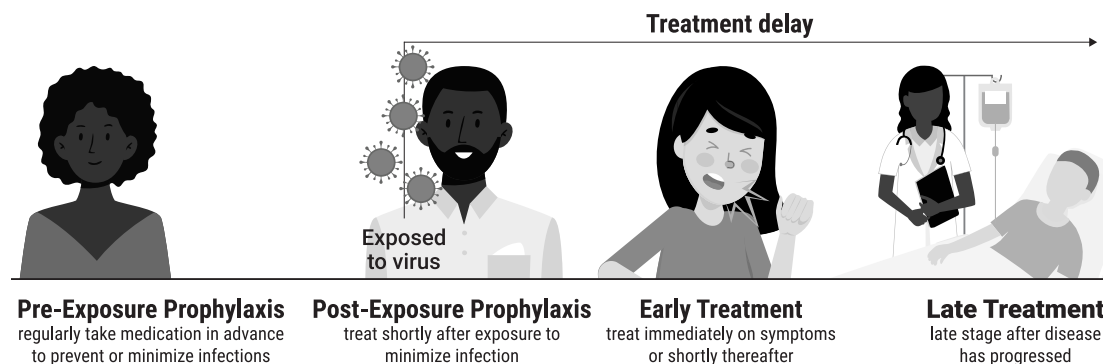 Treatment delay
Exposed
to virus
Pre-Exposure Prophylaxis
regularly take medication in advance
to prevent or minimize infections
Post-Exposure Prophylaxis
treat shortly after exposure to
minimize infection
Early Treatment
treat immediately on symptoms
or shortly thereafter
Late Treatment
late stage after disease
has progressed